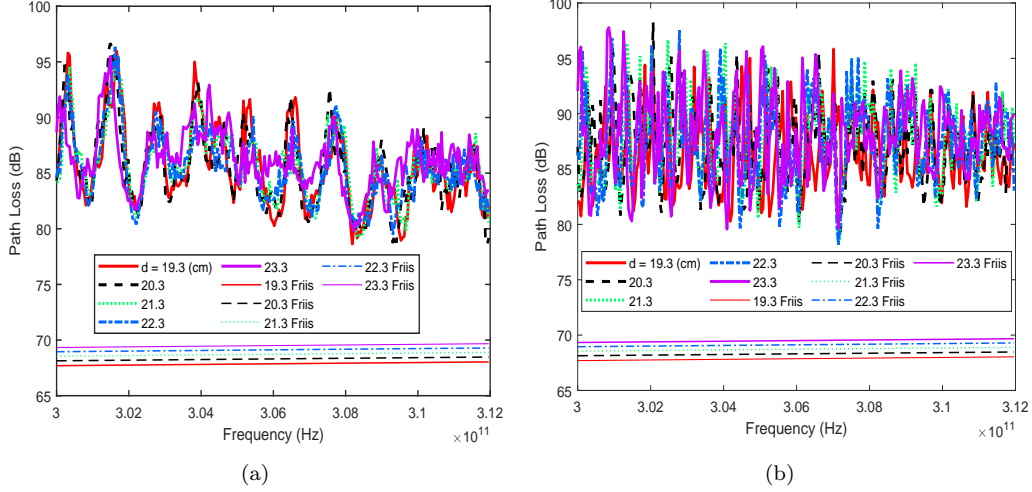 100
95
90
85
80
75
70
65
Path Loss (dB)
d = 19.3 (cm)
20.3
21.3
22.3
23.3
19.3 Friis
20.3 Friis
21.3 Friis
22.3 Friis
23.3 Friis
3 3.02 3.04 3.06 3.08 3.1 3.12
Frequency (Hz)
×10^11
(a)
100
95
90
85
80
75
70
65
Path Loss (dB)
d = 19.3 (cm)
20.3
21.3
22.3
23.3
19.3 Friis
20.3 Friis
21.3 Friis
22.3 Friis
23.3 Friis
3 3.02 3.04 3.06 3.08 3.1 3.12
Frequency (Hz)
×10^11
(b)